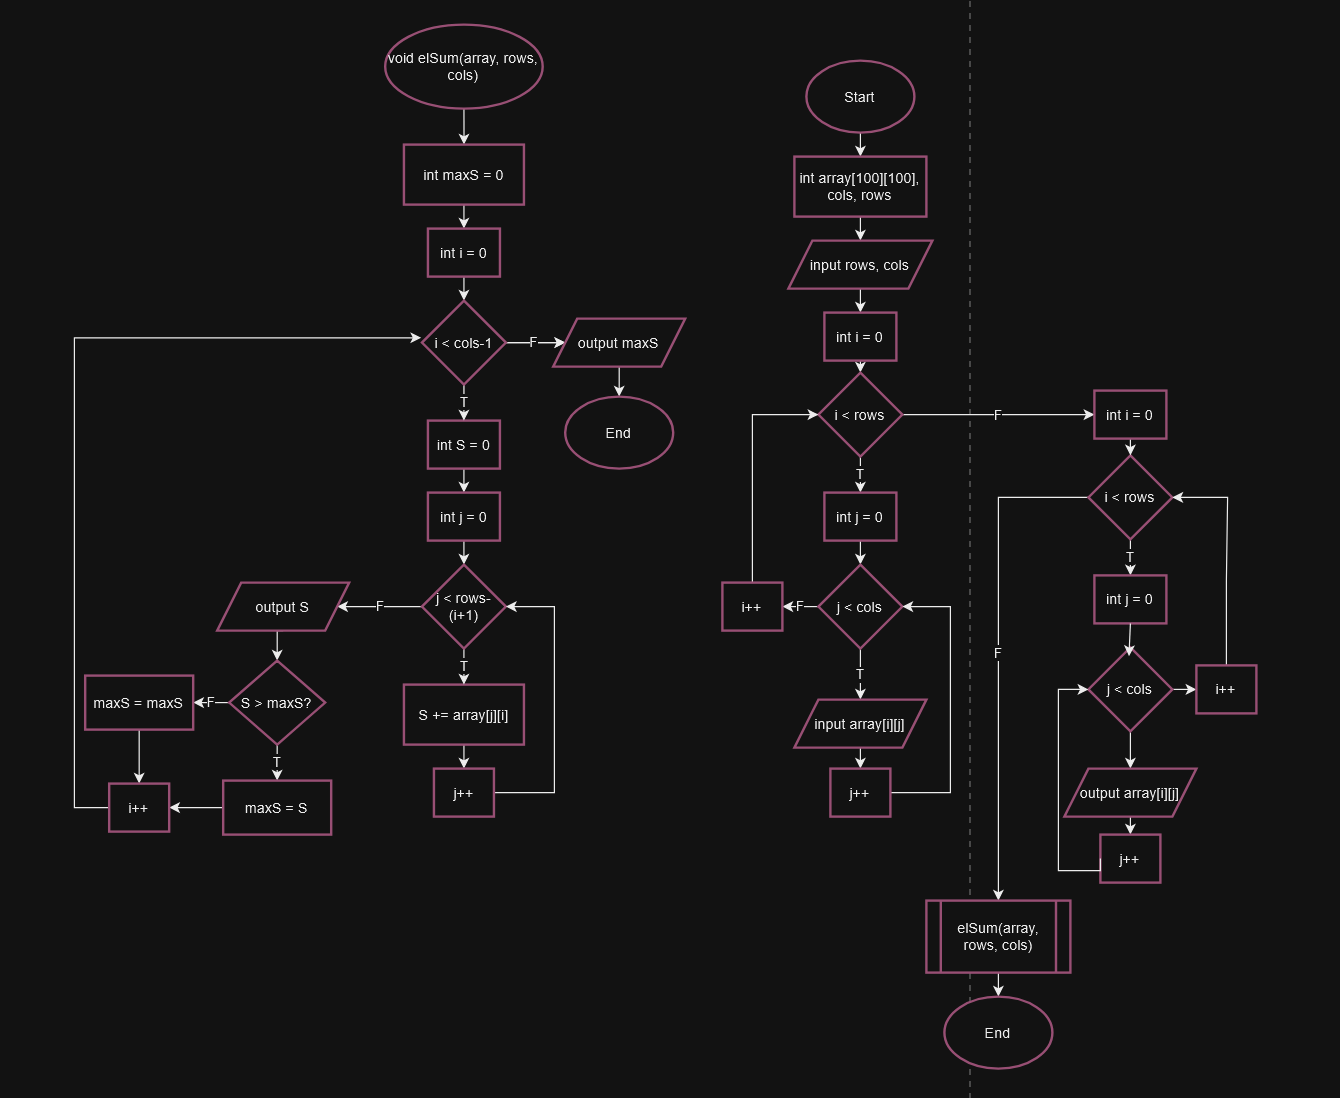 void elSum(array, rows,
cols)
int maxS = 0
int i = 0
i < cols-1
F
output maxS
End
T
int S = 0
int j = 0
j < rows-
(i+1)
F
output S
T
S += array[j][i]
j++
S > maxS?
F
maxS = maxS
T
maxS = S
i++
Start
int array[100][100],
cols, rows
input rows, cols
int i = 0
i < rows
F
T
int j = 0
j < cols
F
i++
T
input array[i][j]
j++
int i = 0
i < rows
F
T
int j = 0
j < cols
i++
output array[i][j]
j++
elSum(array,
rows, cols)
End